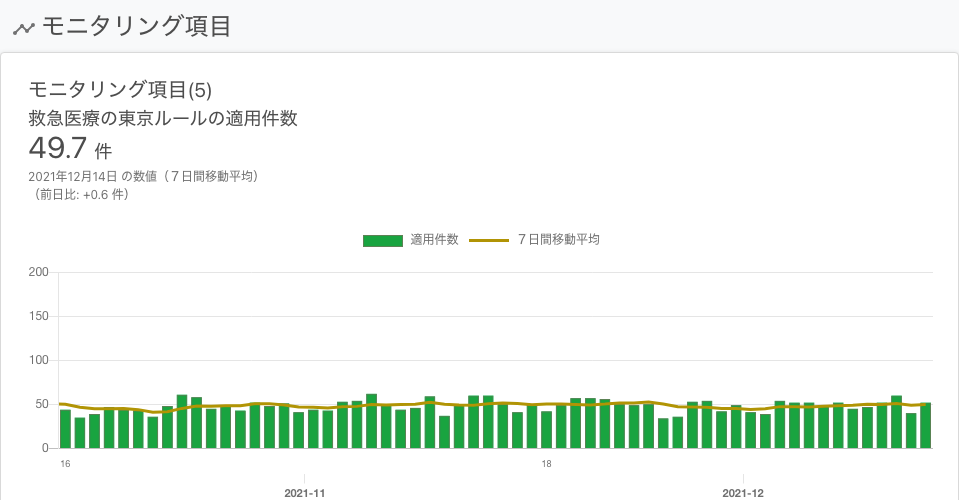 モニタリング項目
モニタリング項目(5)
救急医療の東京ルールの適用件数
49.7 件
2021年12月14日 の数値（７日間移動平均）
（前日比: +0.6 件）
適用件数 ７日間移動平均
200
150
100
50
0
16 18
2021-11 2021-12